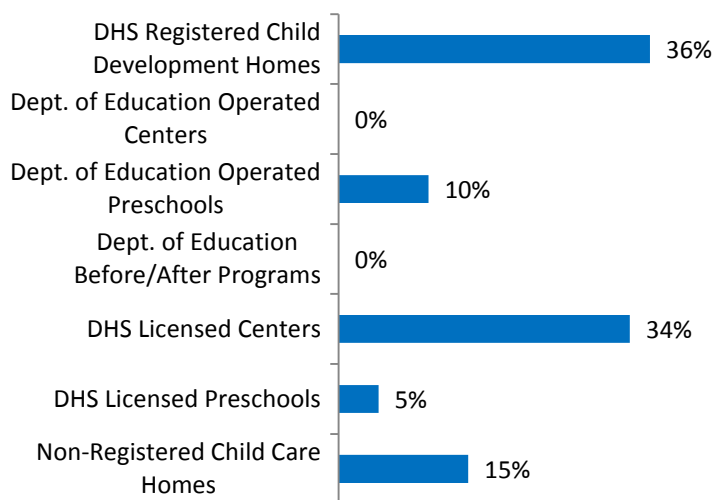 DHS Registered Child
Development Homes
36%
Dept. of Education Operated
Centers
0%
Dept. of Education Operated
Preschools
10%
Dept. of Education
Before/After Programs
0%
DHS Licensed Centers
34%
DHS Licensed Preschools
5%
Non-Registered Child Care
Homes
15%